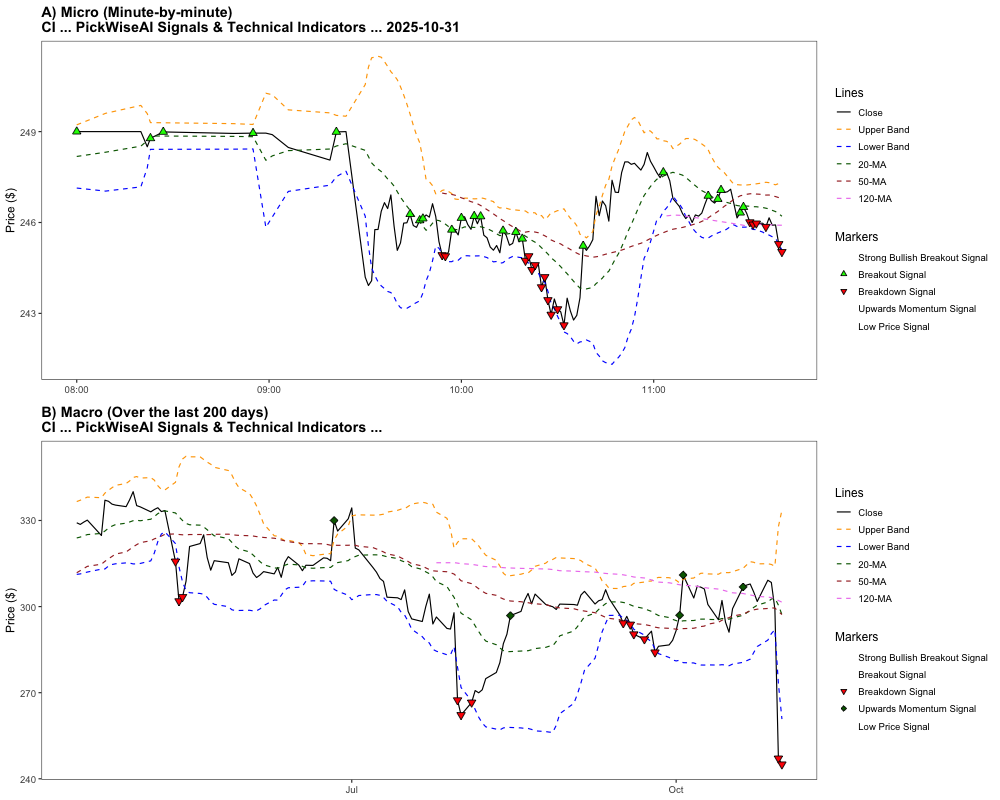 A) Micro (Minute-by-minute)
CI ... PickWiseAI Signals & Technical Indicators ... 2025-10-31
Price ($)
249
246
243
08:00
09:00
10:00
11:00
Lines
Close
Upper Band
Lower Band
20-MA
50-MA
120-MA
Markers
Strong Bullish Breakout Signal
Breakout Signal
Breakdown Signal
Upwards Momentum Signal
Low Price Signal
B) Macro (Over the last 200 days)
CI ... PickWiseAI Signals & Technical Indicators ...
Price ($)
330
300
270
240
Jul
Oct
Lines
Close
Upper Band
Lower Band
20-MA
50-MA
120-MA
Markers
Strong Bullish Breakout Signal
Breakout Signal
Breakdown Signal
Upwards Momentum Signal
Low Price Signal